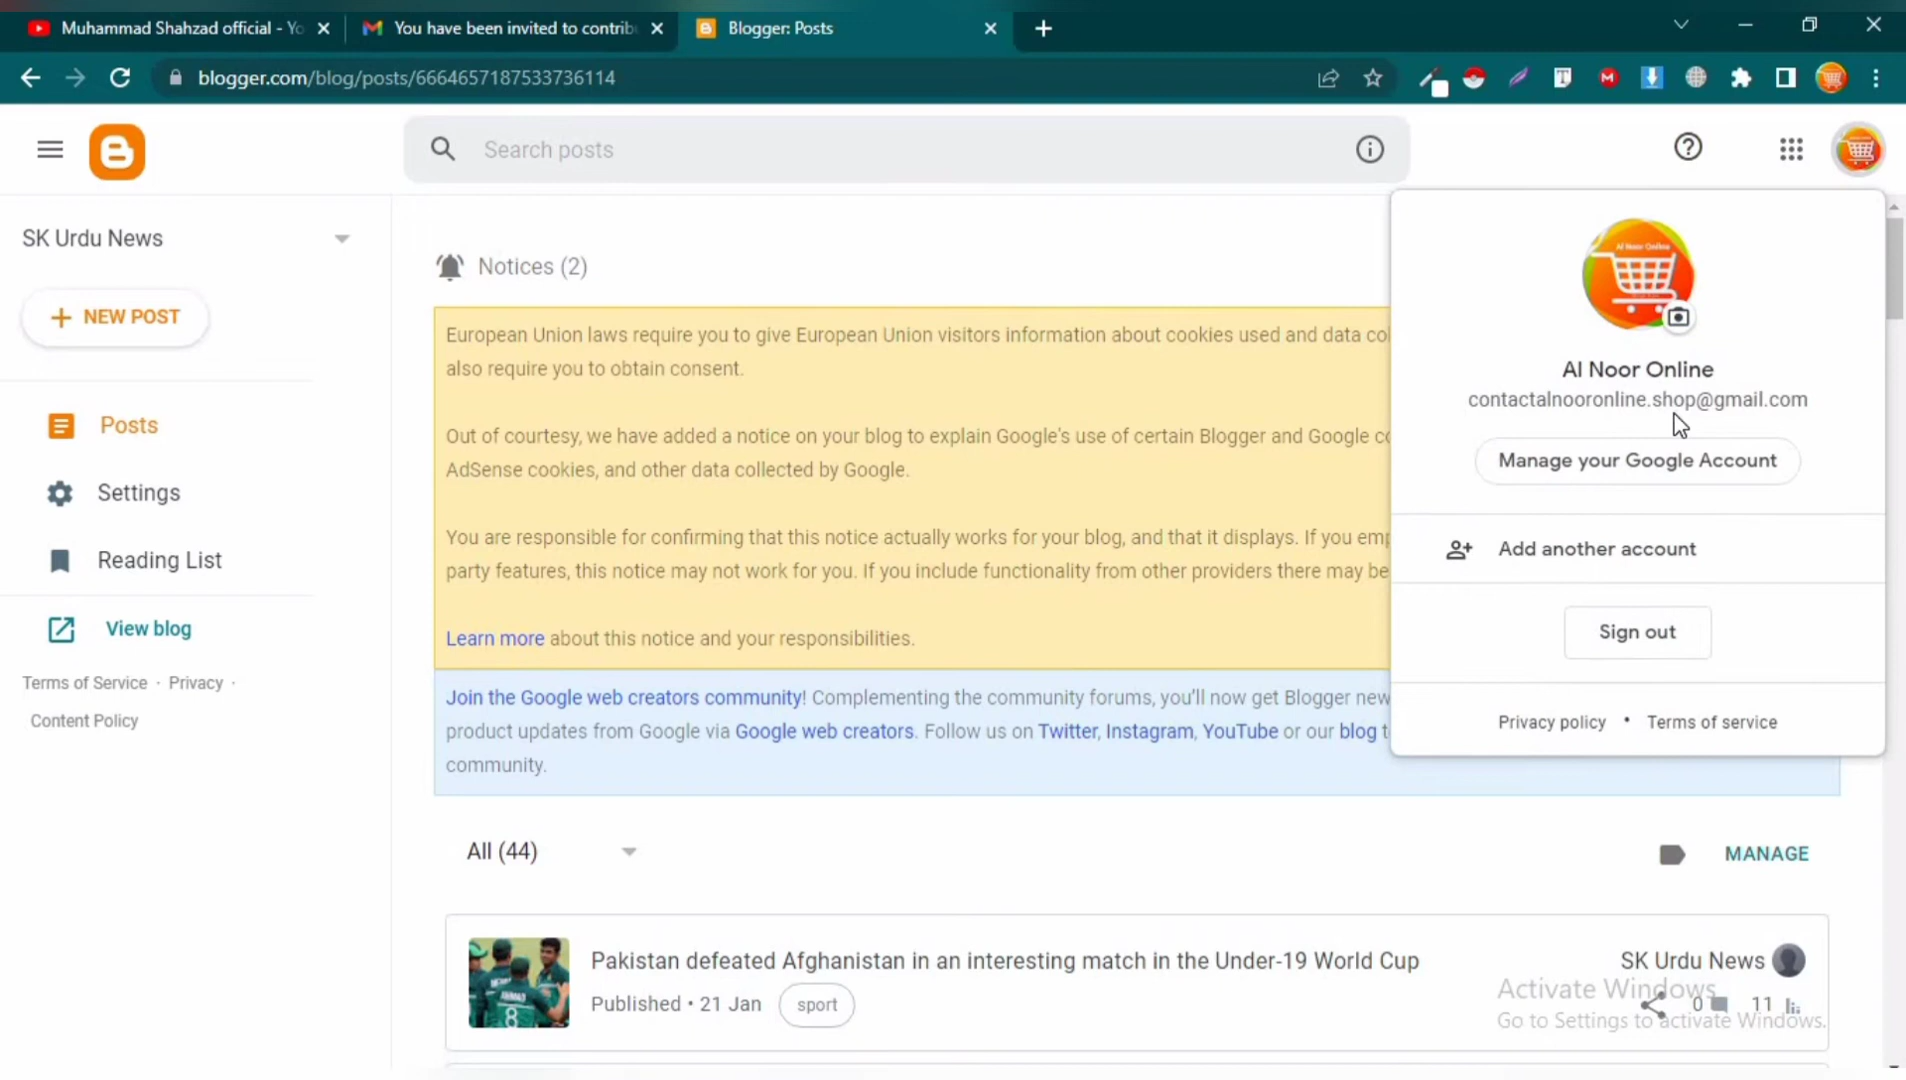 Muhammad Shahzad official - Yo
You have been invited to contrib
Blogger: Posts
blogger.com/blog/posts/6664657187533736114
Search posts
SK Urdu News
NEW POST
Posts
Settings
Reading List
View blog
Terms of Service · Privacy ·
Content Policy
Notices (2)
European Union laws require you to give European Union visitors information about cookies used and data col
also require you to obtain consent.
Out of courtesy, we have added a notice on your blog to explain Google's use of certain Blogger and Google co
AdSense cookies, and other data collected by Google.
You are responsible for confirming that this notice actually works for your blog, and that it displays. If you emp
party features, this notice may not work for you. If you include functionality from other providers there may be
Learn more about this notice and your responsibilities.
Join the Google web creators community! Complementing the community forums, you'll now get Blogger new
product updates from Google via Google web creators. Follow us on Twitter, Instagram, YouTube or our blog t
community.
Al Noor Online
Al Noor Online
contactalnooronline.shop@gmail.com
Manage your Google Account
Add another account
Sign out
Privacy policy • Terms of service
All (44)
MANAGE
Pakistan defeated Afghanistan in an interesting match in the Under-19 World Cup
Published • 21 Jan
sport
SK Urdu News
0
11
AHMAD
8
Activate Windows
Go to Settings to activate Windows.